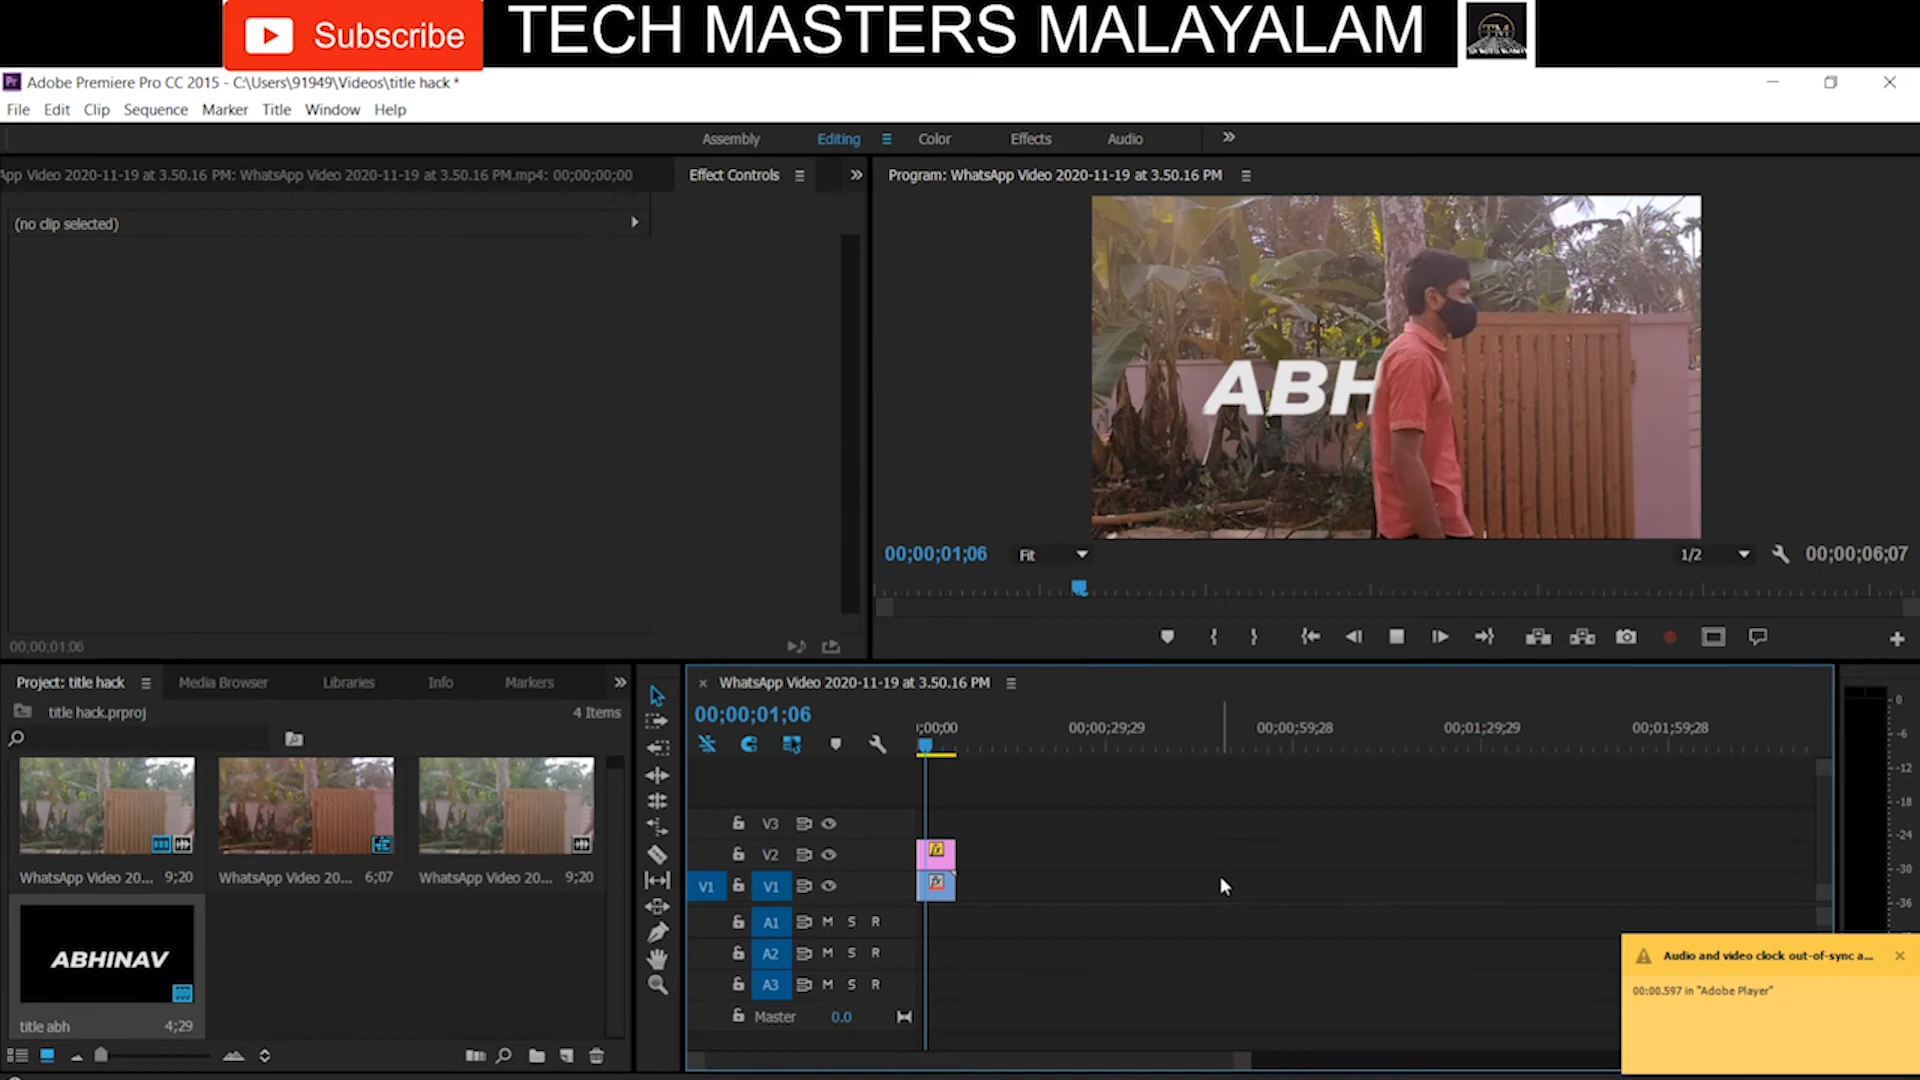 Subscribe
TECH MASTERS MALAYALAM
TM
Adobe Premiere Pro CC 2015 - C:\Users\91949\Videos\title hack *
File Edit Clip Sequence Marker Title Window Help
Assembly Editing Color Effects Audio
App Video 2020-11-19 at 3.50.16 PM: WhatsApp Video 2020-11-19 at 3.50.16 PM.mp4: 00;00;00;00
Effect Controls
Program: WhatsApp Video 2020-11-19 at 3.50.16 PM
(no clip selected)
ABH
00;00;01;06
Fit
1/2
00;00;06;07
00;00;01;06
Project: title hack
Media Browser
Libraries
Info
Markers
title hack.prproj
4 Items
WhatsApp Video 20... 9;20
WhatsApp Video 20... 6;07
WhatsApp Video 20... 9;20
ABHINAV
title abh 4;29
× WhatsApp Video 2020-11-19 at 3.50.16 PM
00;00;01;06
;00;00 00;00;29;29 00;00;59;28 00;01;29;29 00;01;59;28
V3
V2
V1 V1
A1 M S R
A2 M S R
A3 M S R
Master 0.0
0
-6
-12
-18
-24
-30
-36
Audio and video clock out-of-sync a...
00:00.597 in "Adobe Player"